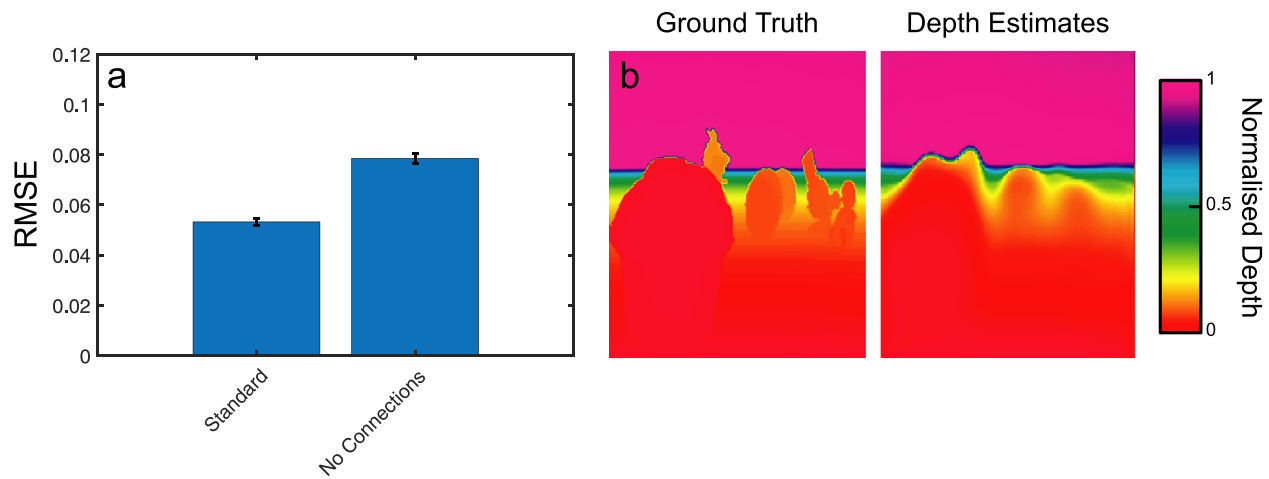 a
0.12
0.1
0.08
0.06
0.04
0.02
0
RMSE
Standard
No Connections
Ground Truth
Depth Estimates
b
1
0.5
0
Normalised Depth